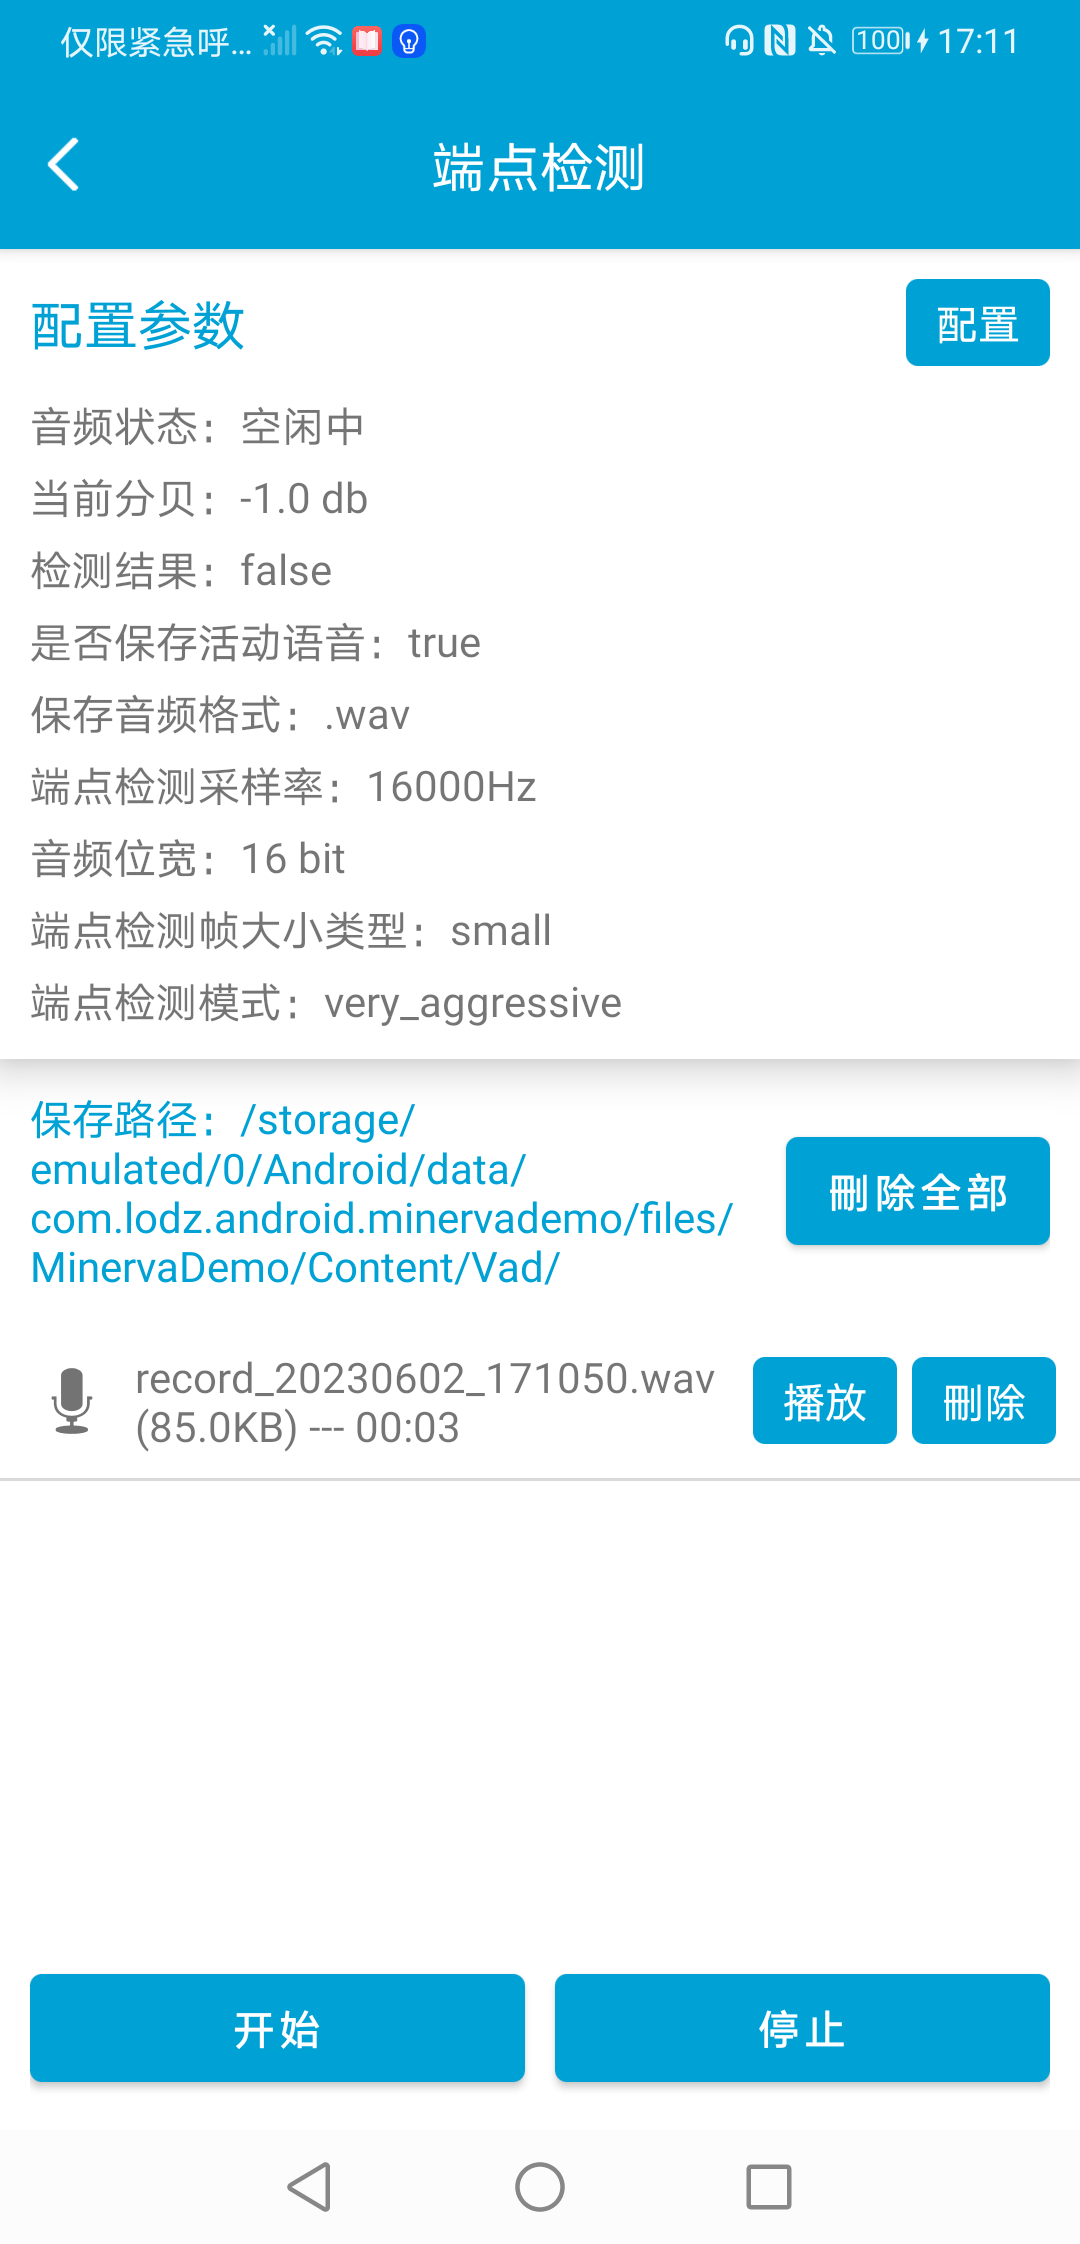 仅限紧急呼... 100 17:11
端点检测
配置参数 配置
音频状态：空闲中
当前分贝：-1.0 db
检测结果：false
是否保存活动语音：true
保存音频格式：.wav
端点检测采样率：16000Hz
音频位宽：16 bit
端点检测帧大小类型：small
端点检测模式：very_aggressive
保存路径：/storage/
emulated/0/Android/data/
com.lodz.android.minervademo/files/
MinervaDemo/Content/Vad/
删除全部
record_20230602_171050.wav
(85.0KB) --- 00:03
播放 删除
开始 停止